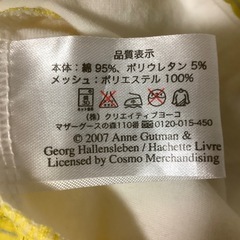 品質表示
本体:綿 95%、ポリウレタン 5%
メッシュ:ポリエステル 100%
(株)クリエイティブヨーコ
マザーグースの森110番 0120-015-450
© 2007 Anne Gutman &
Georg Hallensleben / Hachette Livre
Licensed by Cosmo Merchandising